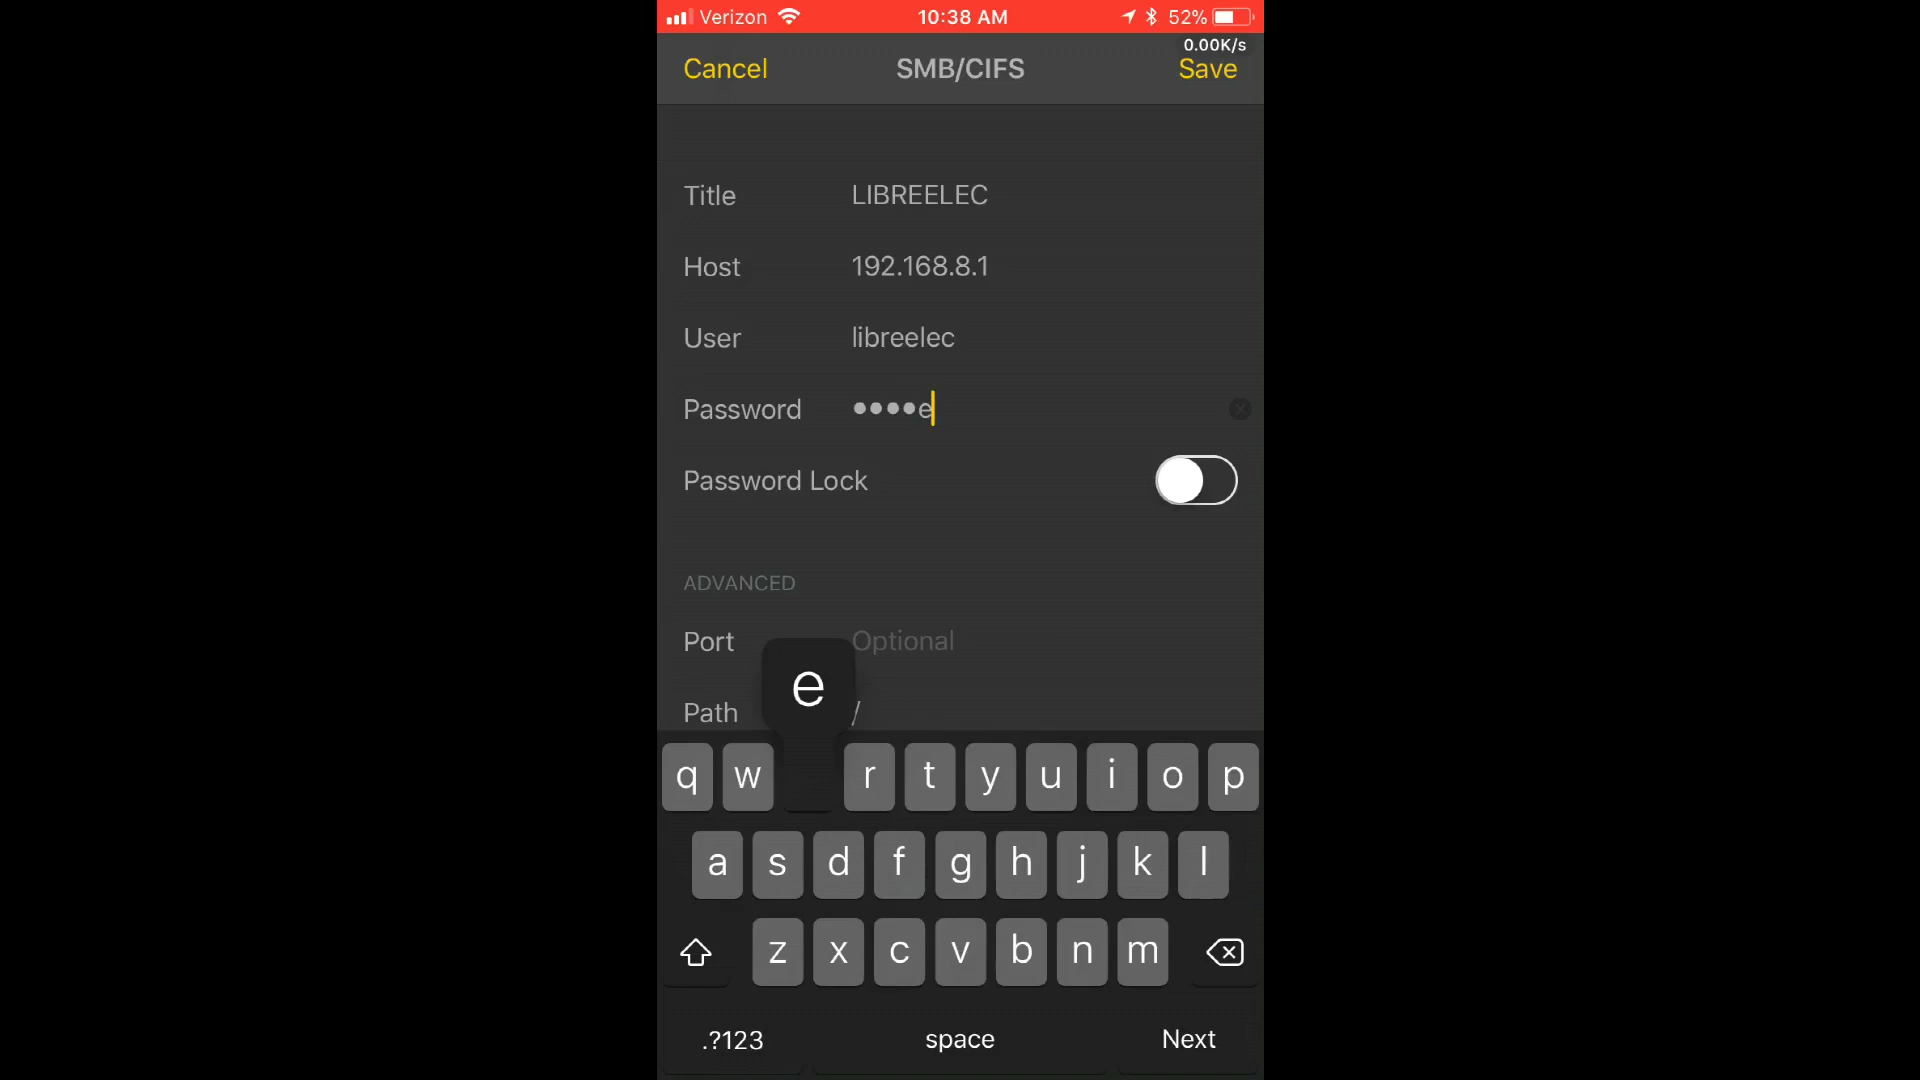 Verizon 10:38 AM 52%
0.00K/s
Cancel SMB/CIFS Save
Title LIBREELEC
Host 192.168.8.1
User libreelec
Password ••••e
Password Lock
ADVANCED
Port Optional
Path /
e
q w r t y u i o p
a s d f g h j k l
z x c v b n m
.?123 space Next